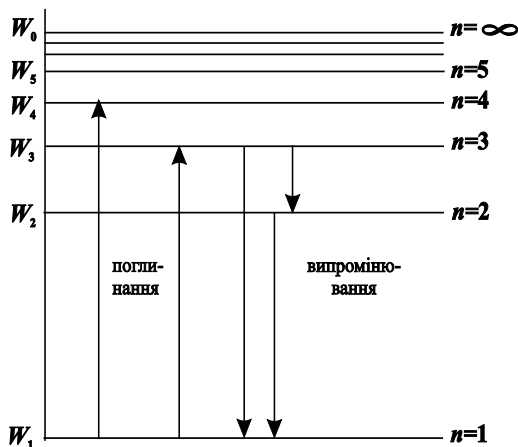 W₀ n=∞
W₅ n=5
W₄ n=4
W₃ n=3
W₂ n=2
погли-
нання
випроміню-
вання
W₁ n=1